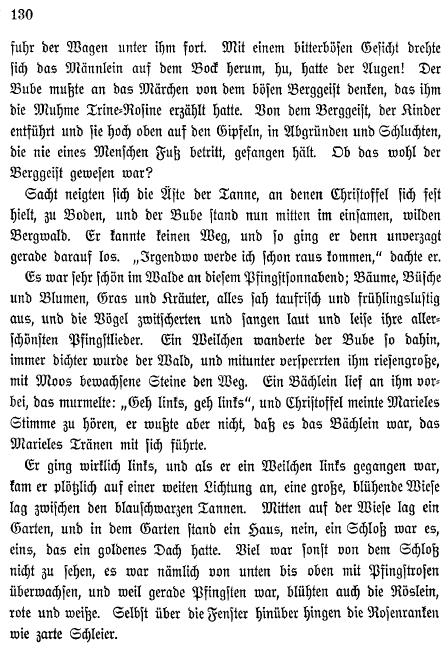 130
fuhr der Wagen unter ihm fort. Mit einem bitterbösen Gesicht drehte
sich das Männlein auf dem Bock herum, hu, hatte der Augen! Der
Bube mußte an das Märchen von dem bösen Berggeist denken, das ihm
die Muhme Trine-Rosine erzählt hatte. Von dem Berggeist, der Kinder
entführt und sie hoch oben auf den Gipfeln, in Abgründen und Schluchten,
die nie eines Menschen Fuß betritt, gefangen hält. Ob das wohl der
Berggeist gewesen war?
Sacht neigten sich die Äste der Tanne, an denen Christoffel sich fest
hielt, zu Boden, und der Bube stand nun mitten im einsamen, wilden
Bergwald. Er kannte keinen Weg, und so ging er denn unverzagt
gerade darauf los. „Irgendwo werde ich schon raus kommen,“ dachte er.
Es war sehr schön im Walde an diesem Pfingstsonnabend; Bäume, Büsche
und Blumen, Gras und Kräuter, alles sah taufrisch und frühlingslustig
aus, und die Vögel zwitscherten und sangen laut und leise ihre aller-
schönsten Pfingstlieder. Ein Weilchen wanderte der Bube so dahin,
immer dichter wurde der Wald, und mitunter versperrten ihm riesengroße,
mit Moos bewachsene Steine den Weg. Ein Bächlein lief an ihm vor-
bei, das murmelte: „Geh links, geh links“, und Christoffel meinte Marieles
Stimme zu hören, er wußte aber nicht, daß es das Bächlein war, das
Marieles Tränen mit sich führte.
Er ging wirklich links, und als er ein Weilchen links gegangen war,
kam er plötzlich auf einer weiten Lichtung an, eine große, blühende Wiese
lag zwischen den blauschwarzen Tannen. Mitten auf der Wiese lag ein
Garten, und in dem Garten stand ein Haus, nein, ein Schloß war es,
eins, das ein goldenes Dach hatte. Viel war sonst von dem Schloß
nicht zu sehen, es war nämlich von unten bis oben mit Pfingstrosen
überwachsen, und weil gerade Pfingsten war, blühten auch die Röslein,
rote und weiße. Selbst über die Fenster hinüber hingen die Rosenranken
wie zarte Schleier.